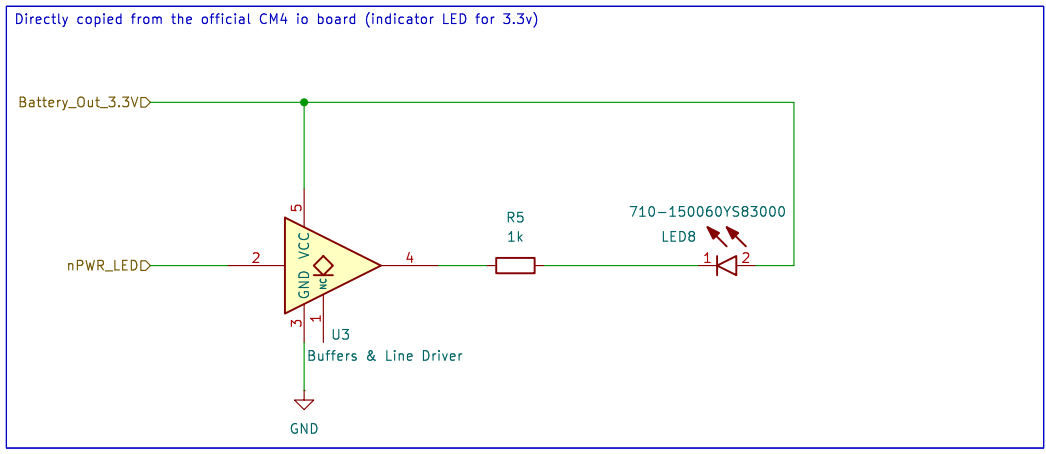 Directly copied from the official CM4 io board (indicator LED for 3.3v)
Battery_Out_3.3V
5
VCC
R5
1k
710-150060YS83000
LED8
nPWR_LED
2
4
1
2
GND
NC
3
1
U3
Buffers & Line Driver
GND